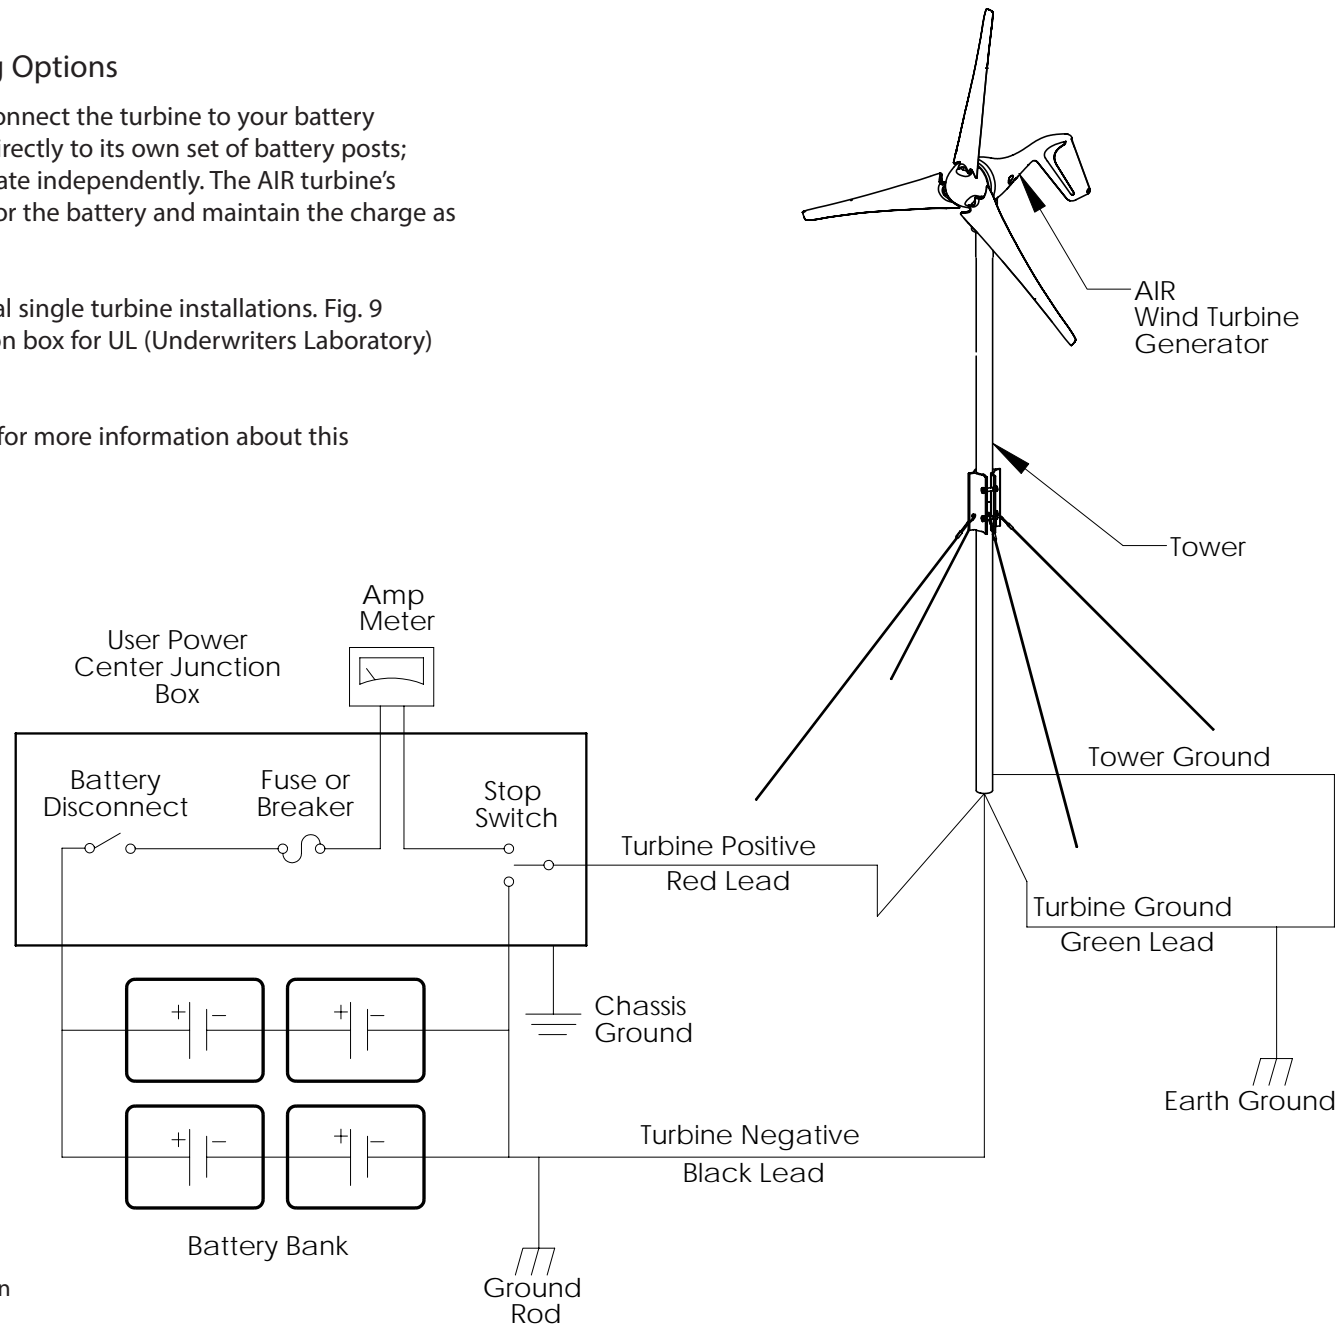 Options
onnect the turbine to your battery
irectly to its own set of battery posts;
ate independently. The AIR turbine's
or the battery and maintain the charge as
al single turbine installations. Fig. 9
on box for UL (Underwriters Laboratory)
for more information about this
AIR
Wind Turbine
Generator
Tower
Amp
Meter
User Power
Center Junction
Box
Battery
Disconnect
Fuse or
Breaker
Stop
Switch
Tower Ground
Turbine Positive
Red Lead
Turbine Ground
Green Lead
Chassis
Ground
+ −
+ −
Earth Ground
+ −
+ −
Turbine Negative
Black Lead
Battery Bank
Ground
Rod
n